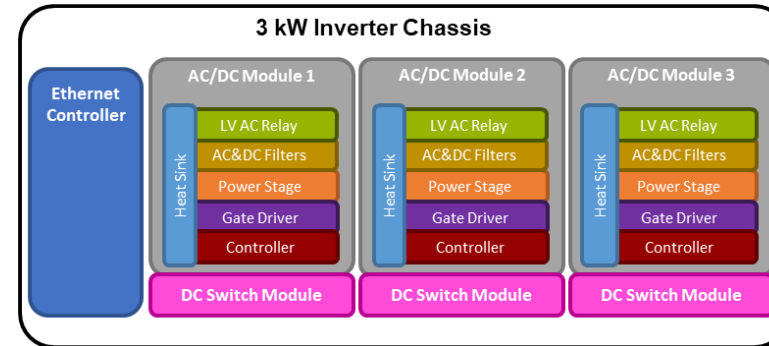 3 kW Inverter Chassis
Ethernet
Controller
AC/DC Module 1
Heat Sink
LV AC Relay
AC&DC Filters
Power Stage
Gate Driver
Controller
DC Switch Module
AC/DC Module 2
Heat Sink
LV AC Relay
AC&DC Filters
Power Stage
Gate Driver
Controller
DC Switch Module
AC/DC Module 3
Heat Sink
LV AC Relay
AC&DC Filters
Power Stage
Gate Driver
Controller
DC Switch Module